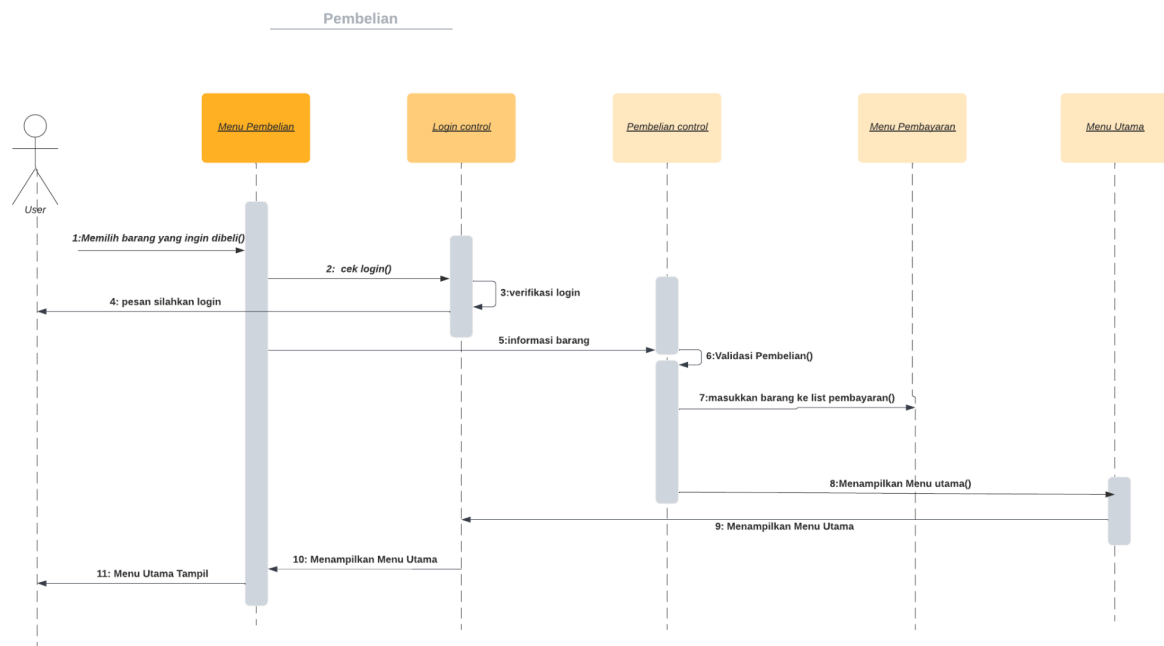 Pembelian
Menu Pembelian
Login control
Pembelian control
Menu Pembayaran
Menu Utama
User
1:Memilih barang yang ingin dibeli()
2: cek login()
3:verifikasi login
4: pesan silahkan login
5:informasi barang
6:Validasi Pembelian()
7:masukkan barang ke list pembayaran()
8:Menampilkan Menu utama()
9: Menampilkan Menu Utama
10: Menampilkan Menu Utama
11: Menu Utama Tampil